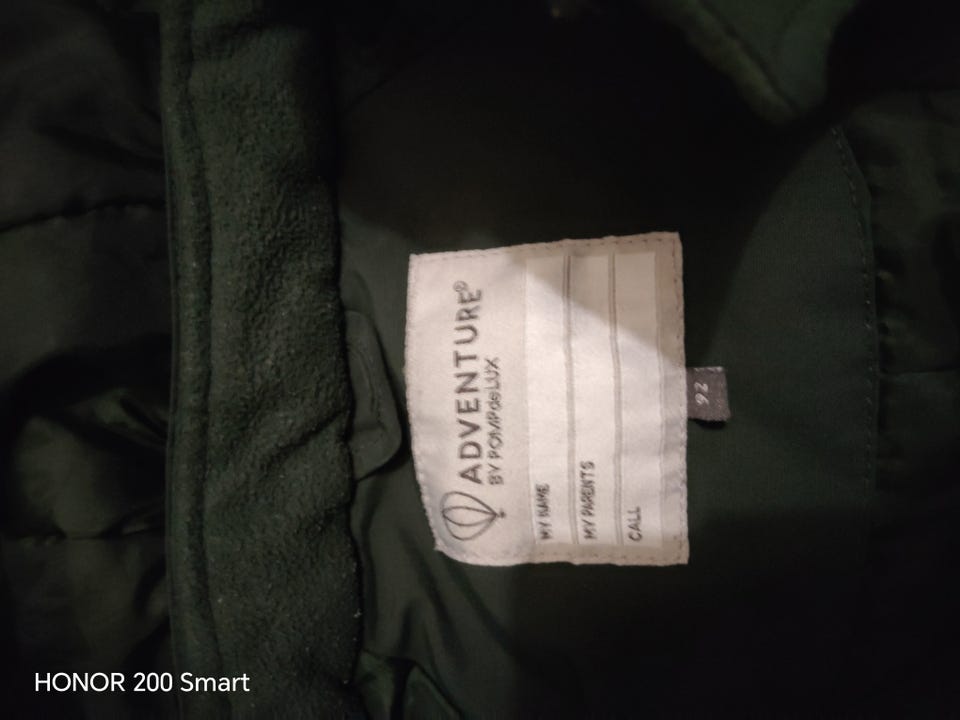 ADVENTURE®
BY POMPdeLUX
MY NAME
MY PARENTS
CALL
92
HONOR 200 Smart